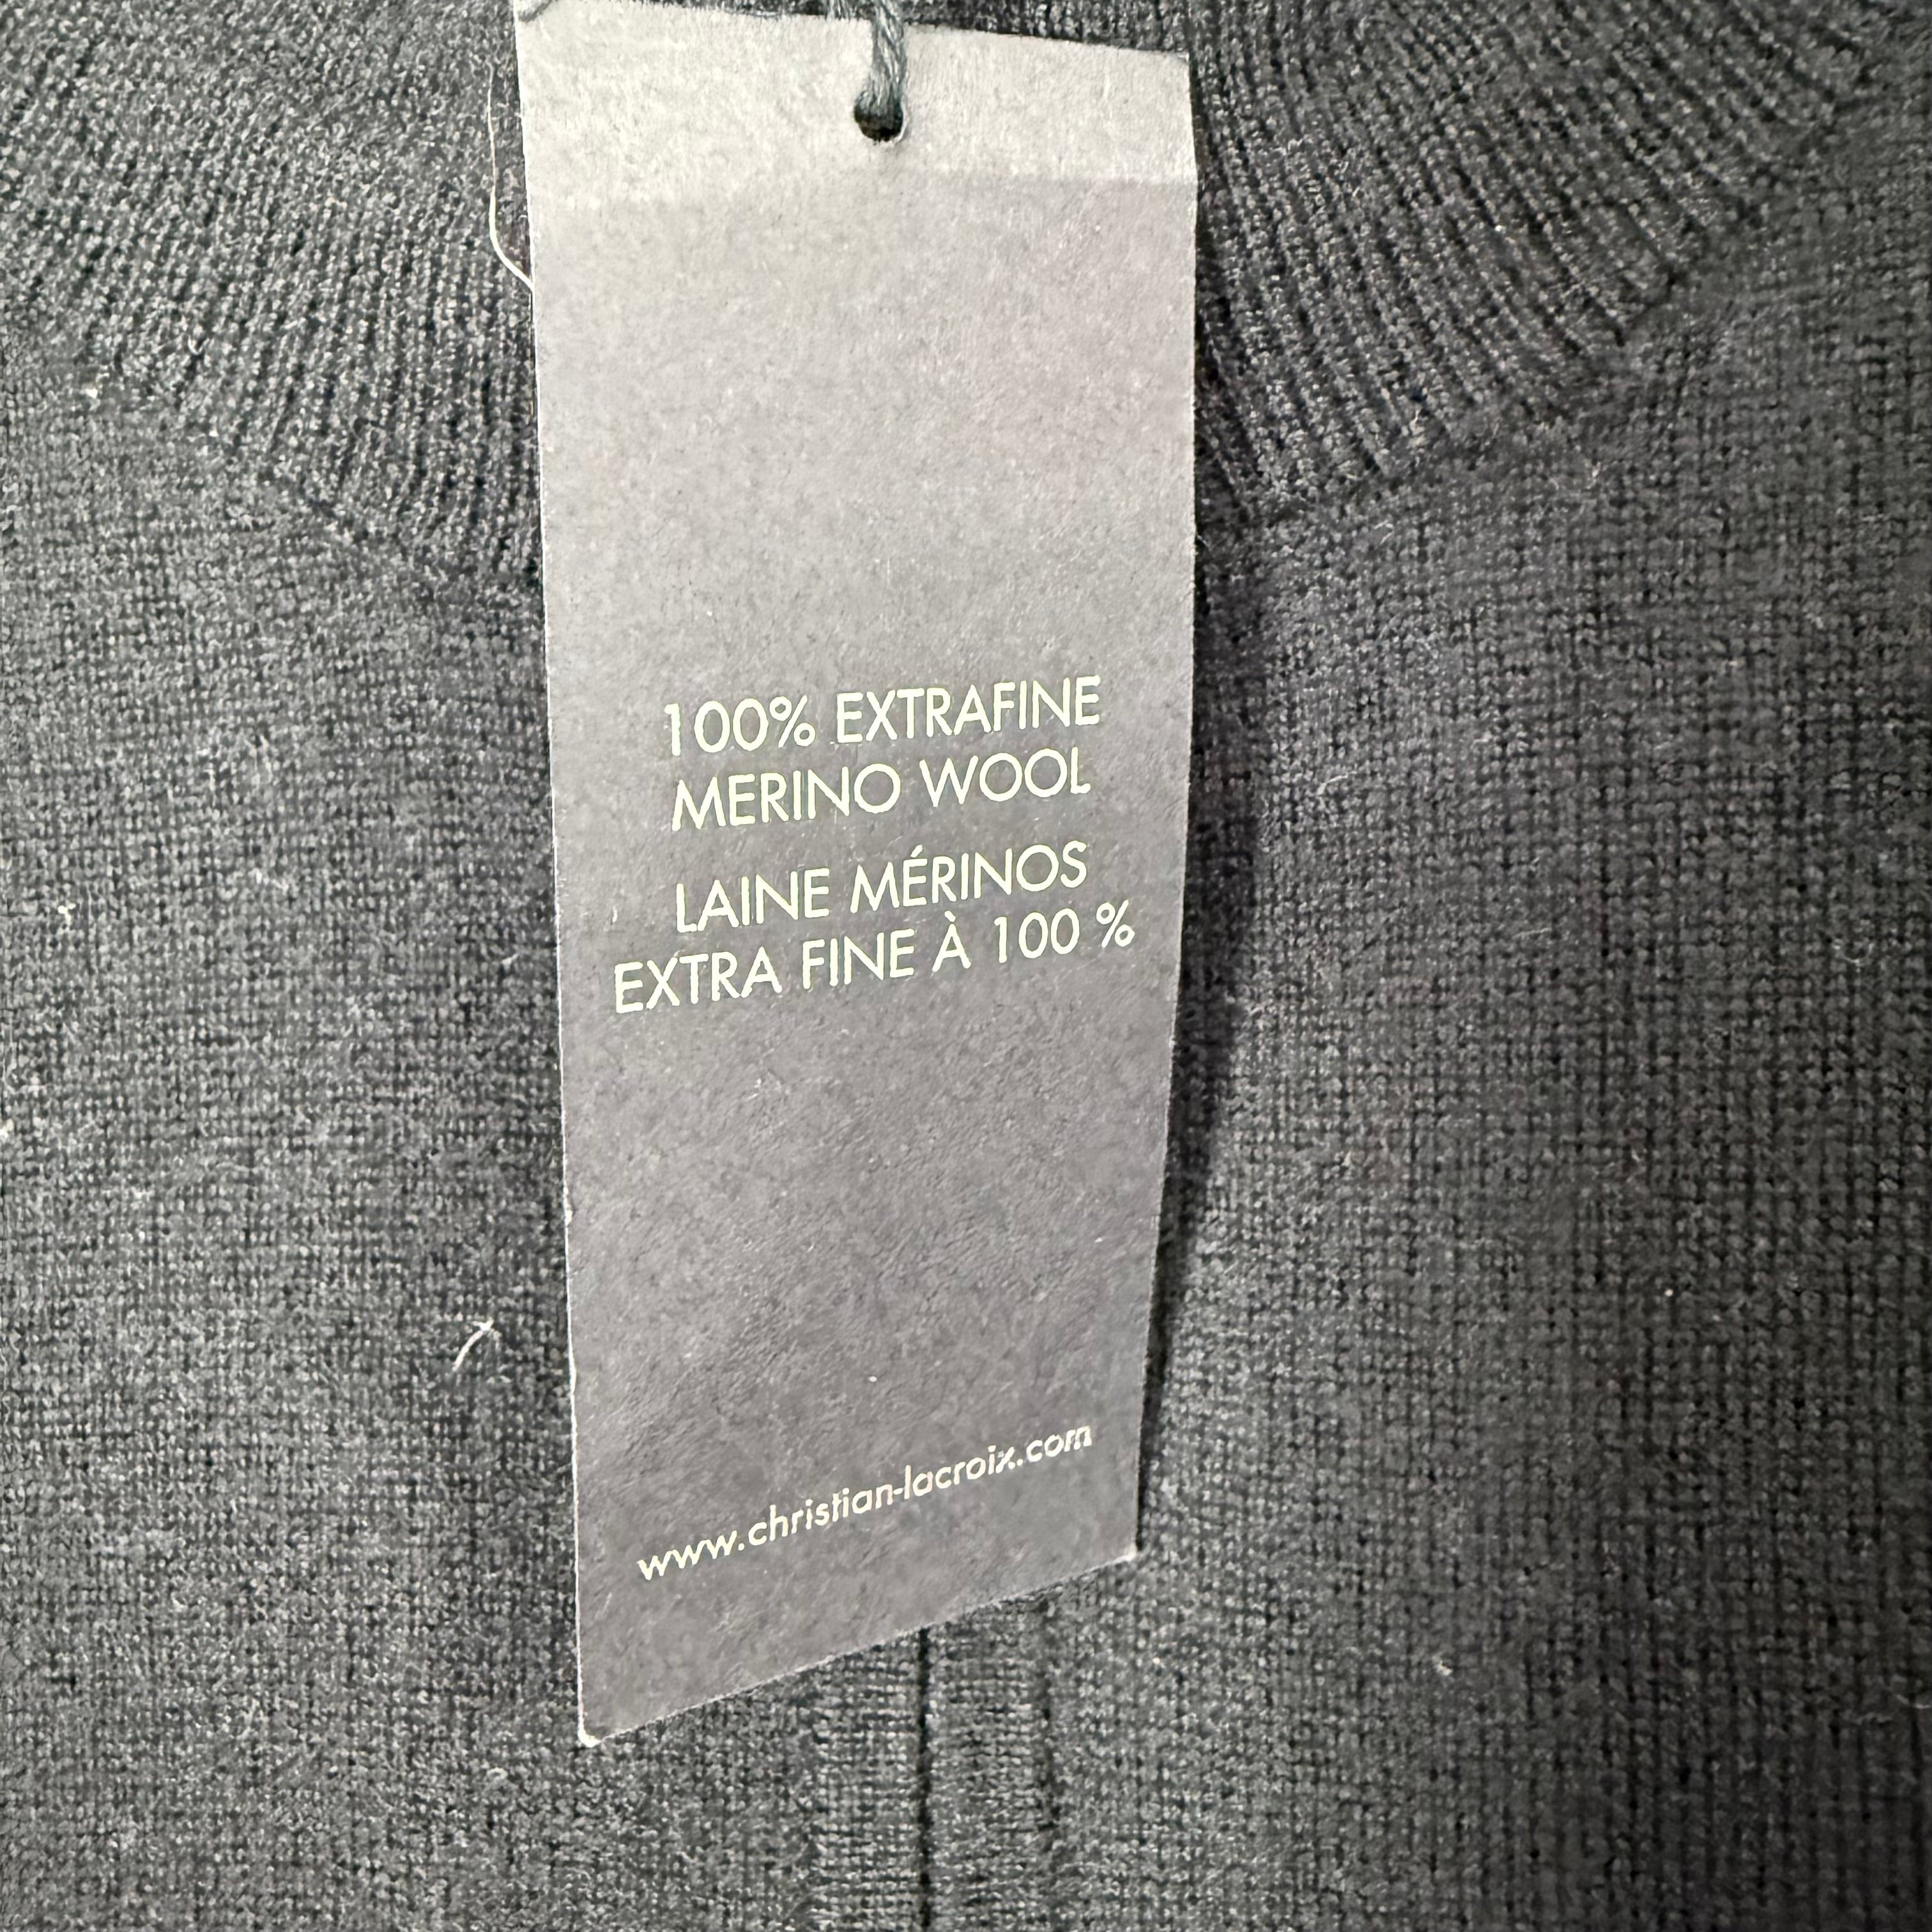 100% EXTRAFINE
MERINO WOOL
LAINE MÉRINOS
EXTRA FINE À 100 %
www.christian-lacroix.com